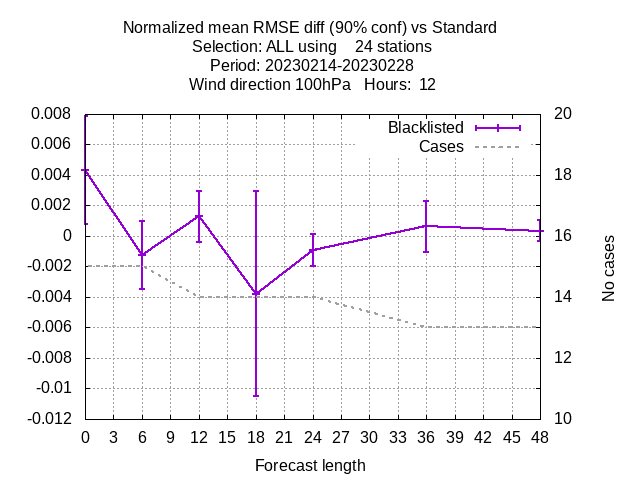 Normalized mean RMSE diff (90% conf) vs Standard
Selection: ALL using    24 stations
Period: 20230214-20230228
Wind direction 100hPa   Hours:  12
Blacklisted
Cases
0.008
0.006
0.004
0.002
0
-0.002
-0.004
-0.006
-0.008
-0.01
-0.012
20
18
16
14
12
10
No cases
0 3 6 9 12 15 18 21 24 27 30 33 36 39 42 45 48
Forecast length